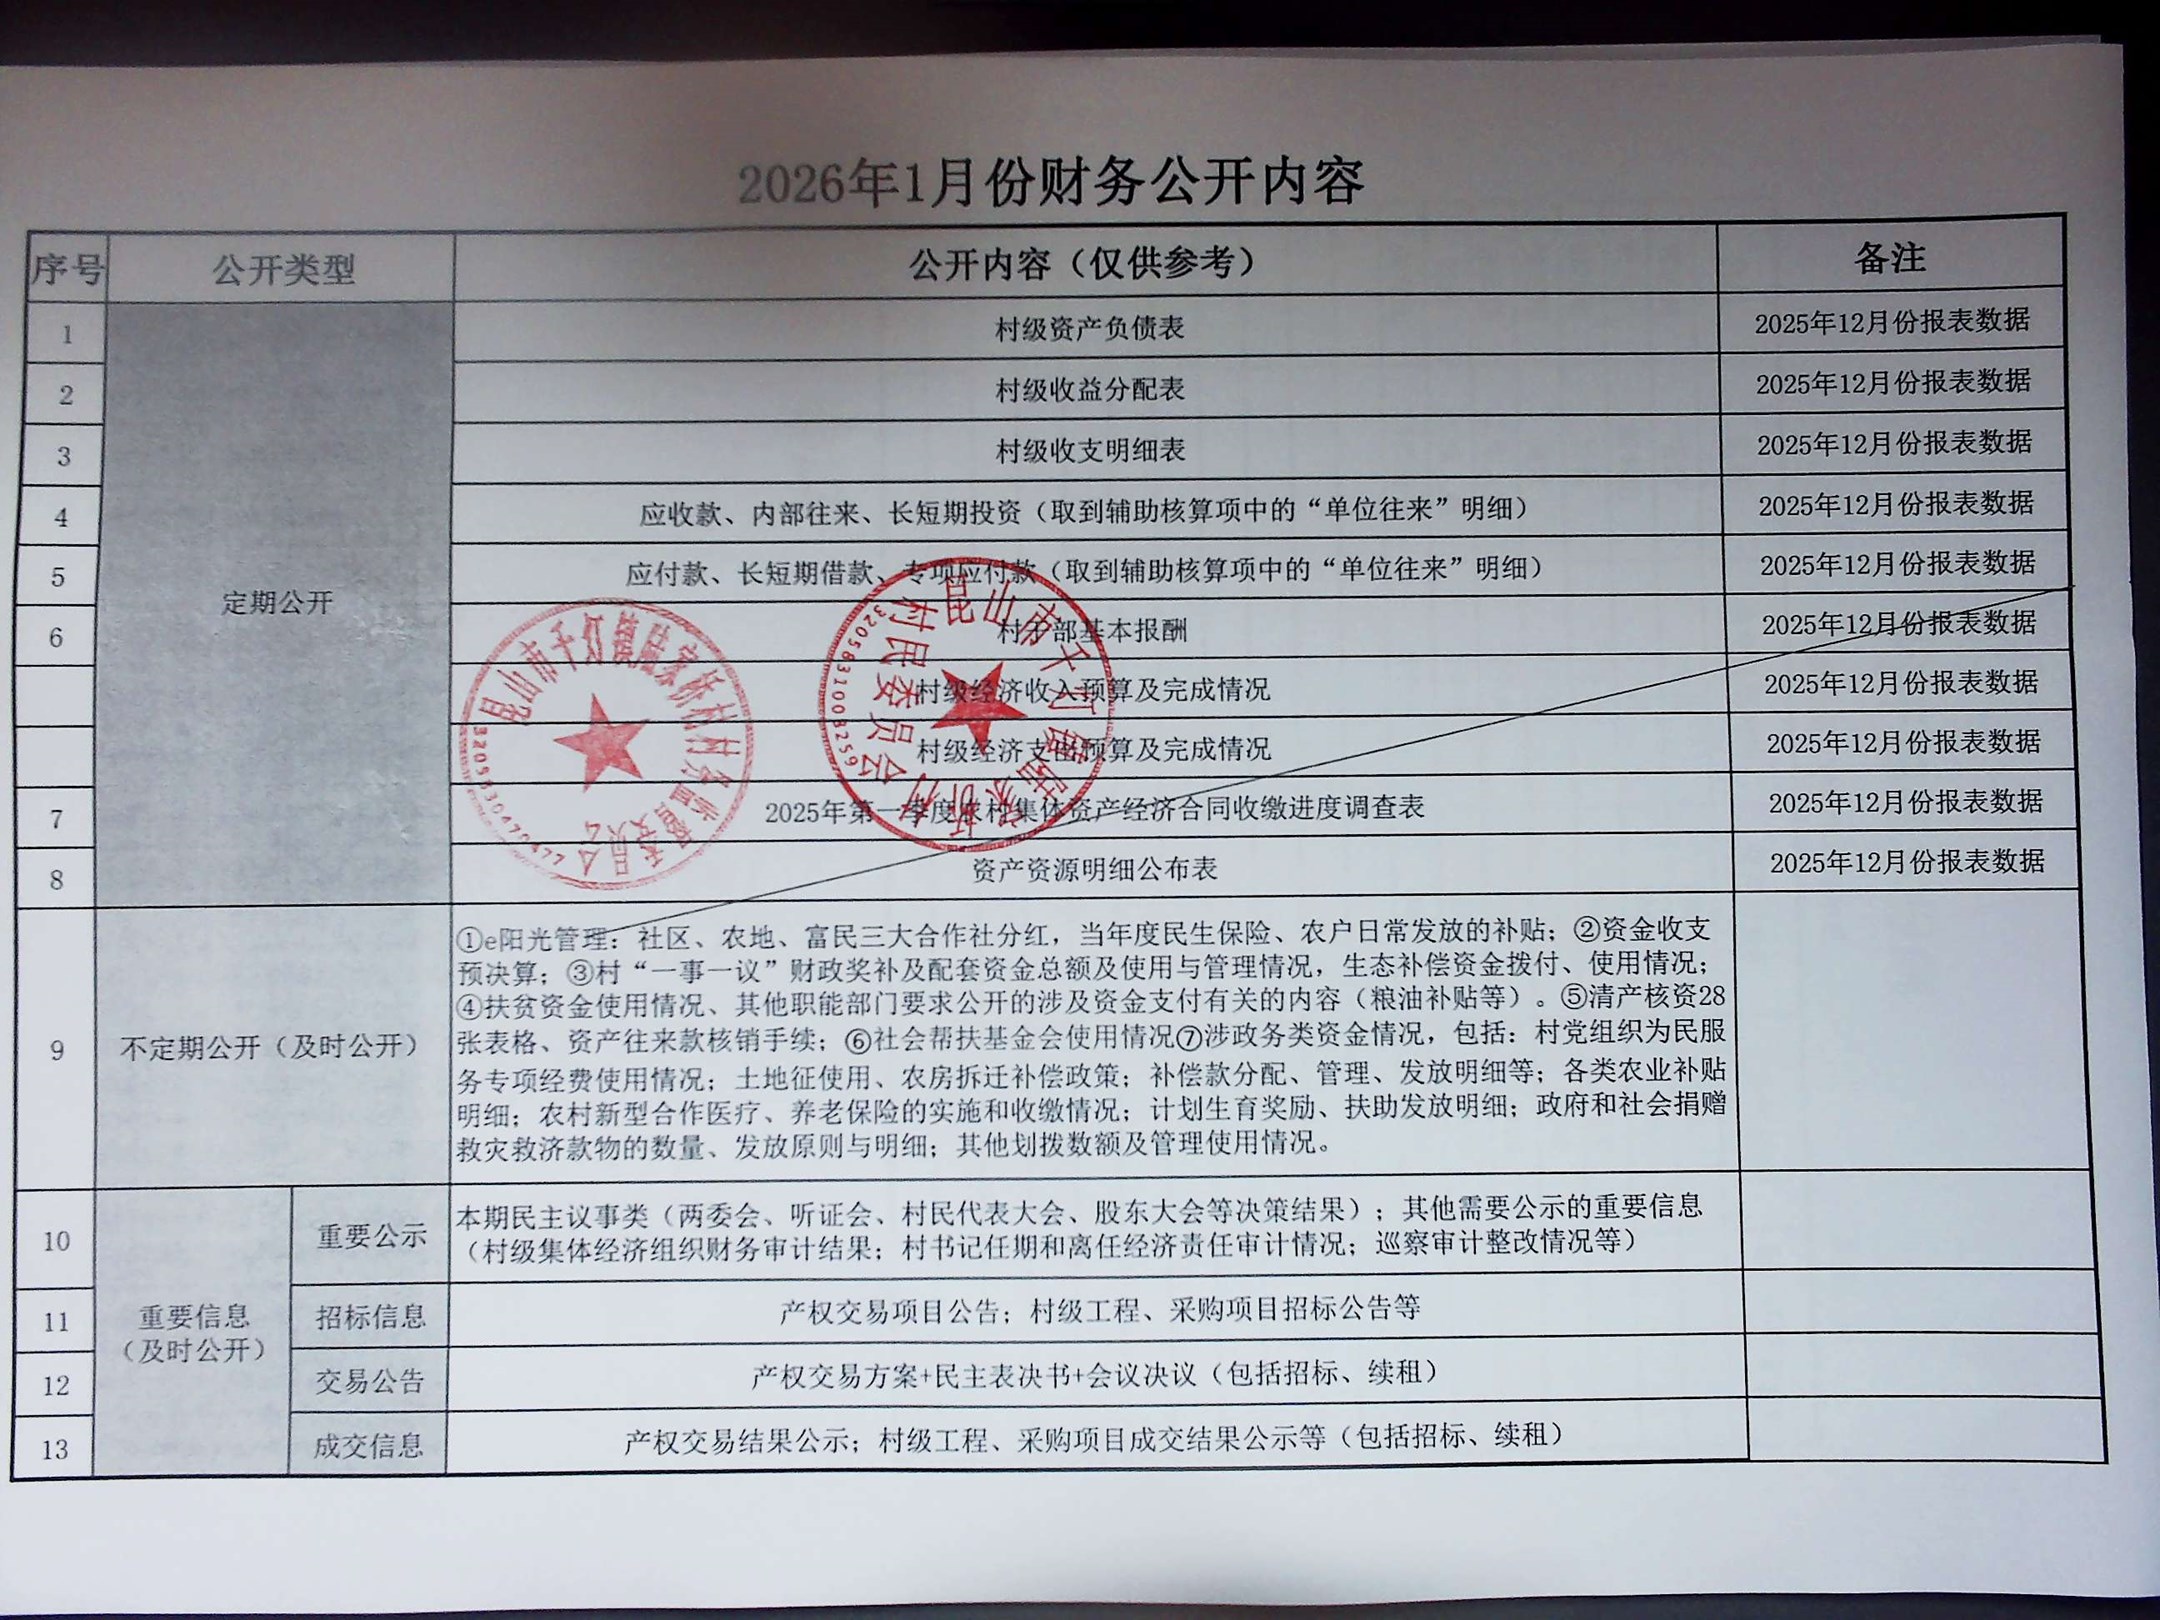 2026年1月份财务公开内容
序号 公开类型 公开内容（仅供参考） 备注
1 村级资产负债表 2025年12月份报表数据
2 村级收益分配表 2025年12月份报表数据
3 村级收支明细表 2025年12月份报表数据
4 应收款、内部往来、长短期投资（取到辅助核算项中的“单位往来”明细） 2025年12月份报表数据
5 应付款、长短期借款、专项应付款（取到辅助核算项中的“单位往来”明细） 2025年12月份报表数据
定期公开
6 村干部基本报酬 2025年12月份报表数据
村级经济收入预算及完成情况 2025年12月份报表数据
村级经济支出预算及完成情况 2025年12月份报表数据
7 2025年第一季度农村集体资产经济合同收缴进度调查表 2025年12月份报表数据
8 资产资源明细公布表 2025年12月份报表数据
昆山市千灯镇陆家桥村村务监督委员会
昆山市千灯镇陆家桥村村民委员会
3205831008259
9 不定期公开（及时公开）
①e阳光管理：社区、农地、富民三大合作社分红，当年度民生保险、农户日常发放的补贴；②资金收支
预决算；③村“一事一议”财政奖补及配套资金总额及使用与管理情况，生态补偿资金拨付、使用情况；
④扶贫资金使用情况、其他职能部门要求公开的涉及资金支付有关的内容（粮油补贴等）。⑤清产核资28
张表格、资产往来款核销手续；⑥社会帮扶基金会使用情况⑦涉政务类资金情况，包括：村党组织为民服
务专项经费使用情况；土地征使用、农房拆迁补偿政策；补偿款分配、管理、发放明细等；各类农业补贴
明细；农村新型合作医疗、养老保险的实施和收缴情况；计划生育奖励、扶助发放明细；政府和社会捐赠
救灾救济款物的数量、发放原则与明细；其他划拨数额及管理使用情况。
重要信息
（及时公开）
10 重要公示 本期民主议事类（两委会、听证会、村民代表大会、股东大会等决策结果）；其他需要公示的重要信息
（村级集体经济组织财务审计结果；村书记任期和离任经济责任审计情况；巡察审计整改情况等）
11 招标信息 产权交易项目公告；村级工程、采购项目招标公告等
12 交易公告 产权交易方案+民主表决书+会议决议（包括招标、续租）
13 成交信息 产权交易结果公示；村级工程、采购项目成交结果公示等（包括招标、续租）